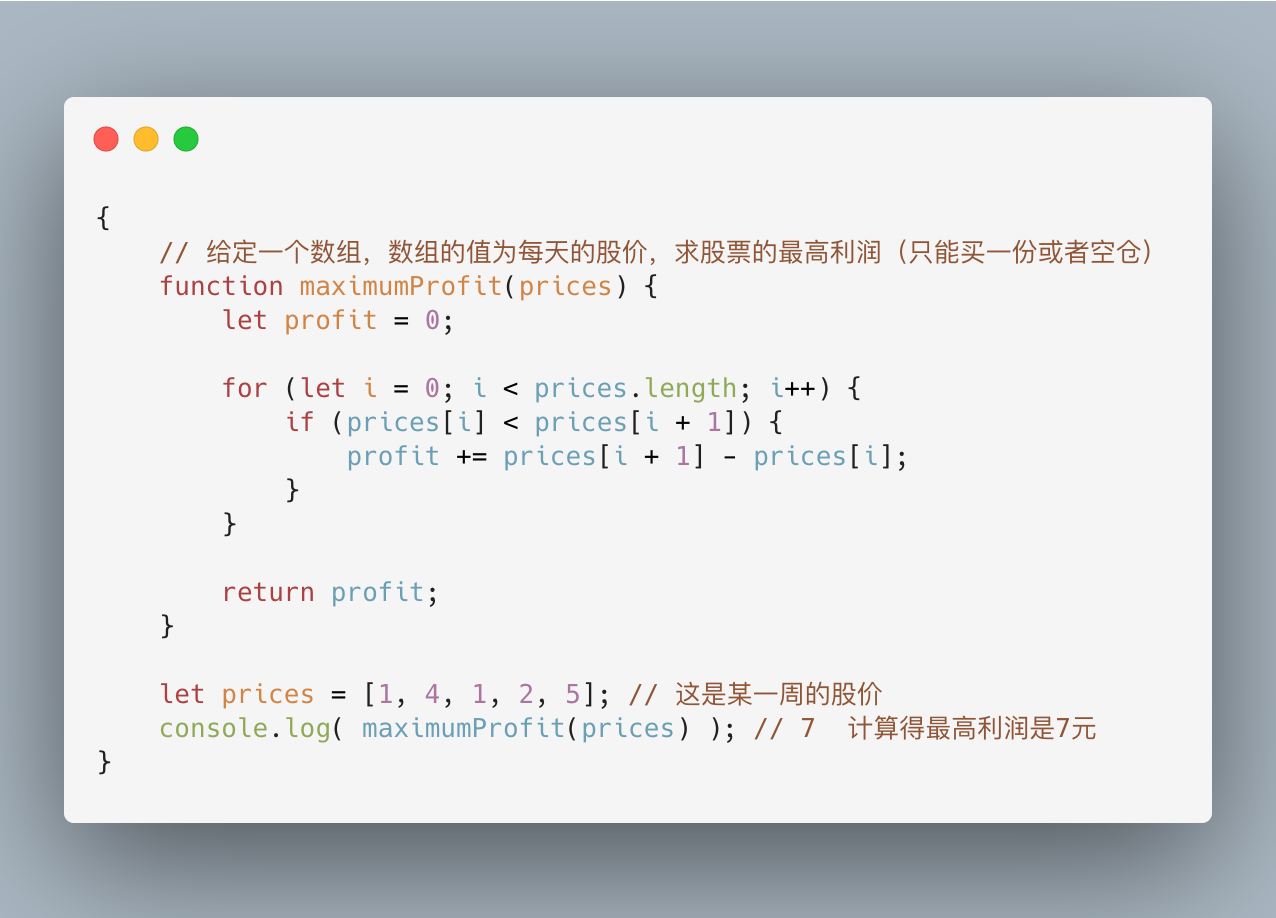 {
    // 给定一个数组，数组的值为每天的股价，求股票的最高利润（只能买一份或者空仓）
    function maximumProfit(prices) {
        let profit = 0;
        for (let i = 0; i < prices.length; i++) {
            if (prices[i] < prices[i + 1]) {
                profit += prices[i + 1] - prices[i];
            }
        }
        return profit;
    }
    let prices = [1, 4, 1, 2, 5]; // 这是某一周的股价
    console.log( maximumProfit(prices) ); // 7  计算得最高利润是7元
}